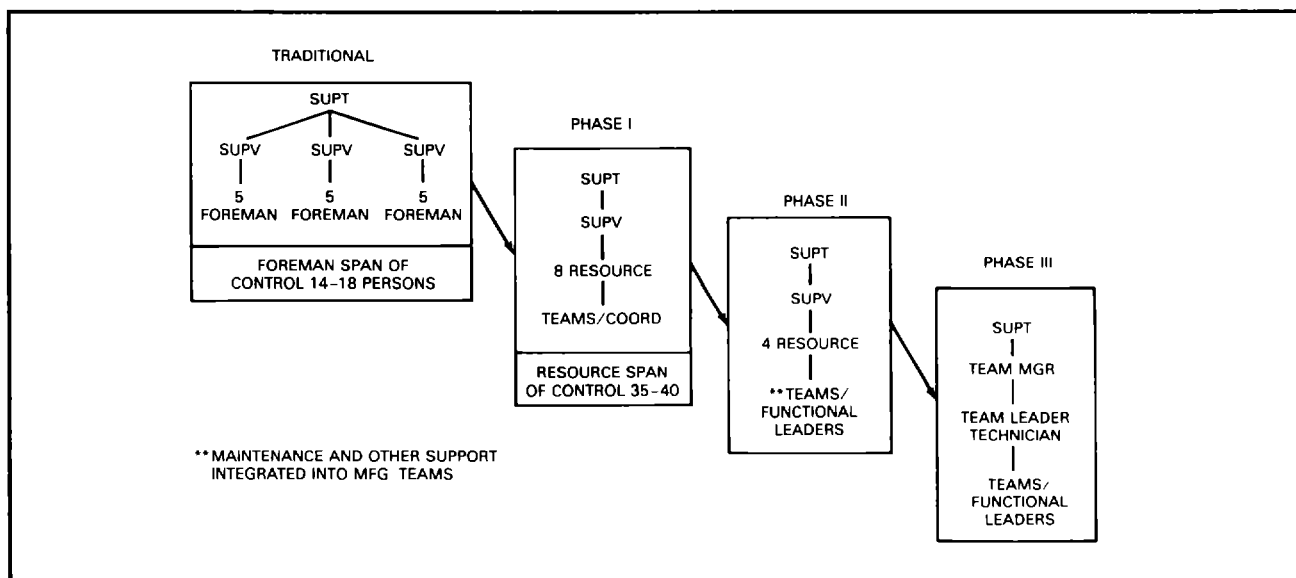 TRADITIONAL
SUPT
SUPV SUPV SUPV
5 5 5
FOREMAN FOREMAN FOREMAN
FOREMAN SPAN OF
CONTROL 14-18 PERSONS
PHASE I
SUPT
SUPV
8 RESOURCE
TEAMS/COORD
RESOURCE SPAN
OF CONTROL 35-40
PHASE II
SUPT
SUPV
4 RESOURCE
**TEAMS/
FUNCTIONAL
LEADERS
PHASE III
SUPT
TEAM MGR
TEAM LEADER
TECHNICIAN
TEAMS/
FUNCTIONAL
LEADERS
**MAINTENANCE AND OTHER SUPPORT
INTEGRATED INTO MFG TEAMS